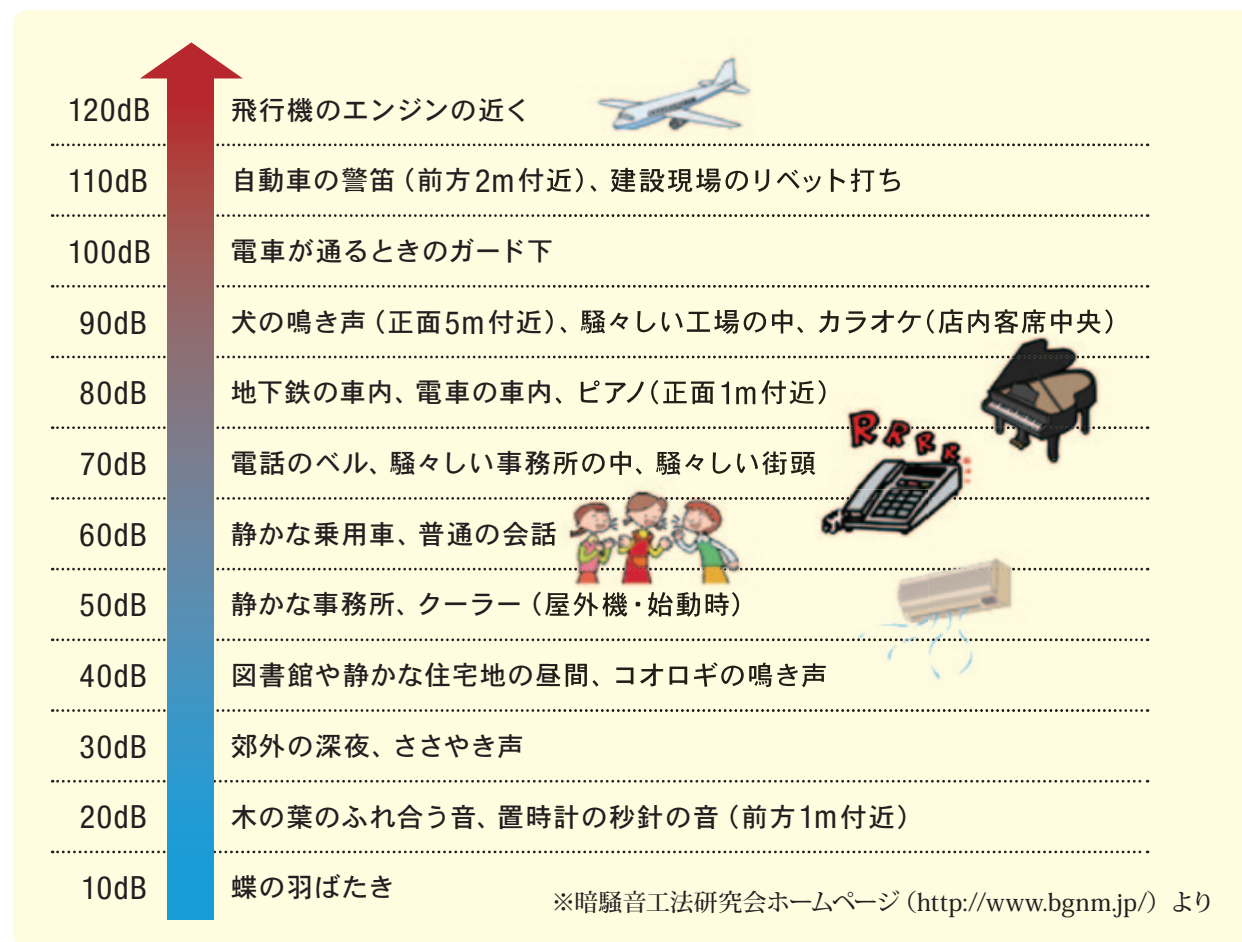 120dB 飛行機のエンジンの近く
110dB 自動車の警笛（前方2m付近）、建設現場のリベット打ち
100dB 電車が通るときのガード下
90dB 犬の鳴き声（正面5m付近）、騒々しい工場の中、カラオケ（店内客席中央）
80dB 地下鉄の車内、電車の車内、ピアノ（正面1m付近）
RRRR
70dB 電話のベル、騒々しい事務所の中、騒々しい街頭
60dB 静かな乗用車、普通の会話
50dB 静かな事務所、クーラー（屋外機・始動時）
40dB 図書館や静かな住宅地の昼間、コオロギの鳴き声
30dB 郊外の深夜、ささやき声
20dB 木の葉のふれ合う音、置時計の秒針の音（前方1m付近）
10dB 蝶の羽ばたき
※暗騒音工法研究会ホームページ（http://www.bgnm.jp/）より